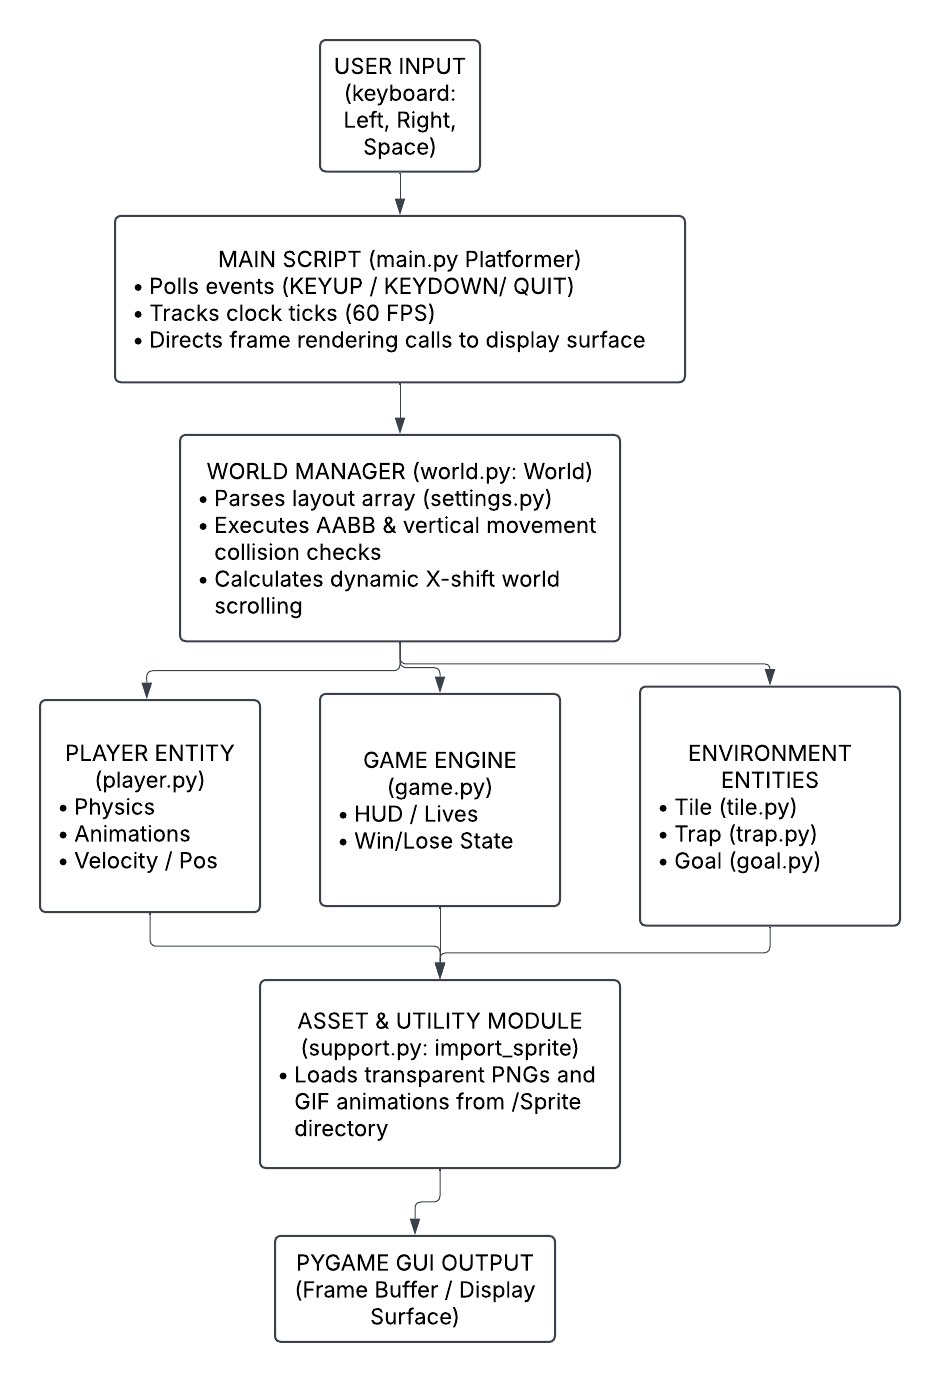 USER INPUT
(keyboard:
Left, Right,
Space)
MAIN SCRIPT (main.py Platformer)
• Polls events (KEYUP / KEYDOWN/ QUIT)
• Tracks clock ticks (60 FPS)
• Directs frame rendering calls to display surface
WORLD MANAGER (world.py: World)
• Parses layout array (settings.py)
• Executes AABB & vertical movement
collision checks
• Calculates dynamic X-shift world
scrolling
PLAYER ENTITY
(player.py)
• Physics
• Animations
• Velocity / Pos
GAME ENGINE
(game.py)
• HUD / Lives
• Win/Lose State
ENVIRONMENT
ENTITIES
• Tile (tile.py)
• Trap (trap.py)
• Goal (goal.py)
ASSET & UTILITY MODULE
(support.py: import_sprite)
• Loads transparent PNGs and
GIF animations from /Sprite
directory
PYGAME GUI OUTPUT
(Frame Buffer / Display
Surface)